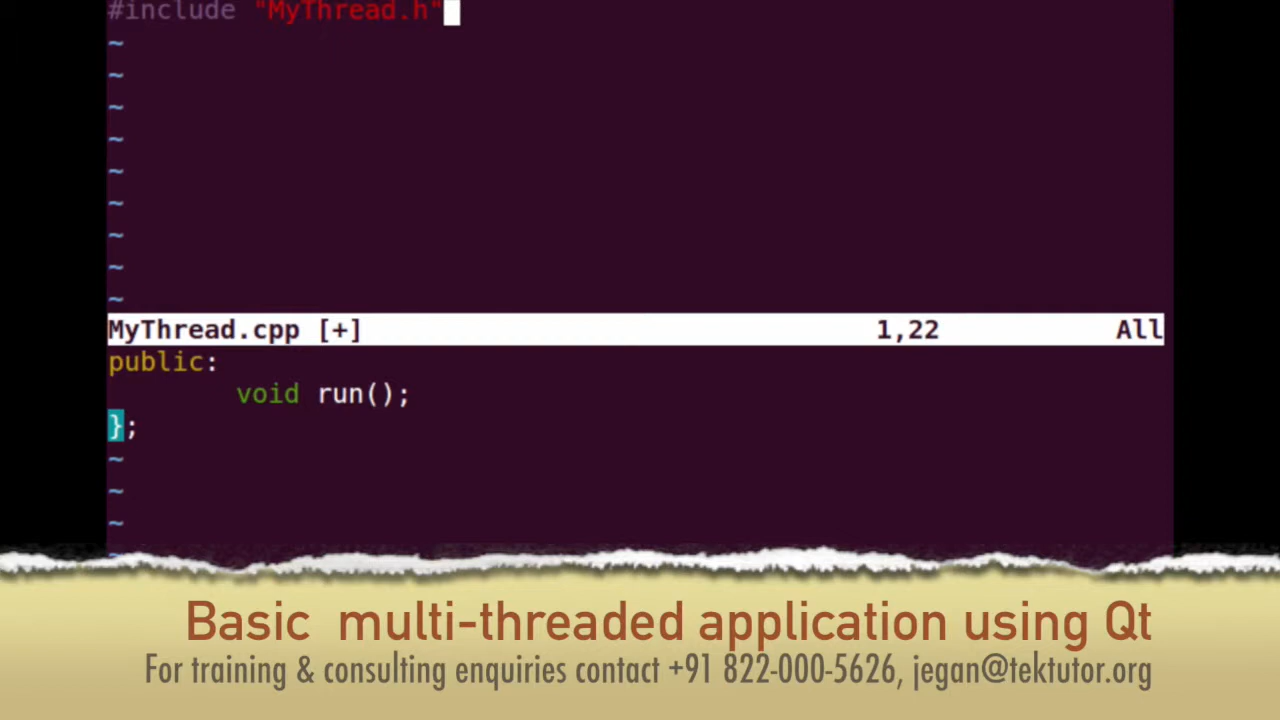 #include "MyThread.h"
~
~
~
~
~
~
~
~
~
MyThread.cpp [+] 1,22 All
public:
void run();
};
~
~
~
~
Basic multi-threaded application using Qt
For training & consulting enquiries contact +91 822-000-5626, jegan@tektutor.org